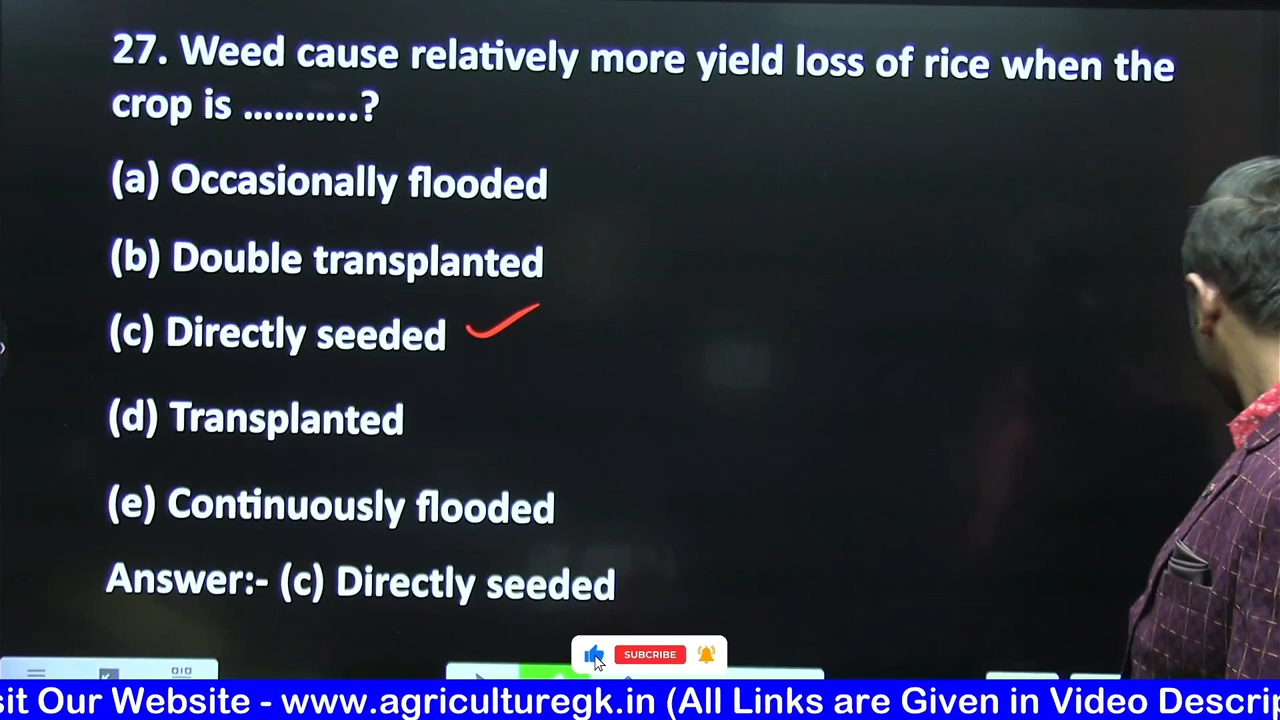 27. Weed cause relatively more yield loss of rice when the
crop is ...........?
(a) Occasionally flooded
(b) Double transplanted
(c) Directly seeded
(d) Transplanted
(e) Continuously flooded
Answer:- (c) Directly seeded
SUBSCRIBE
sit Our Website - www.agriculturegk.in (All Links are Given in Video Descrip